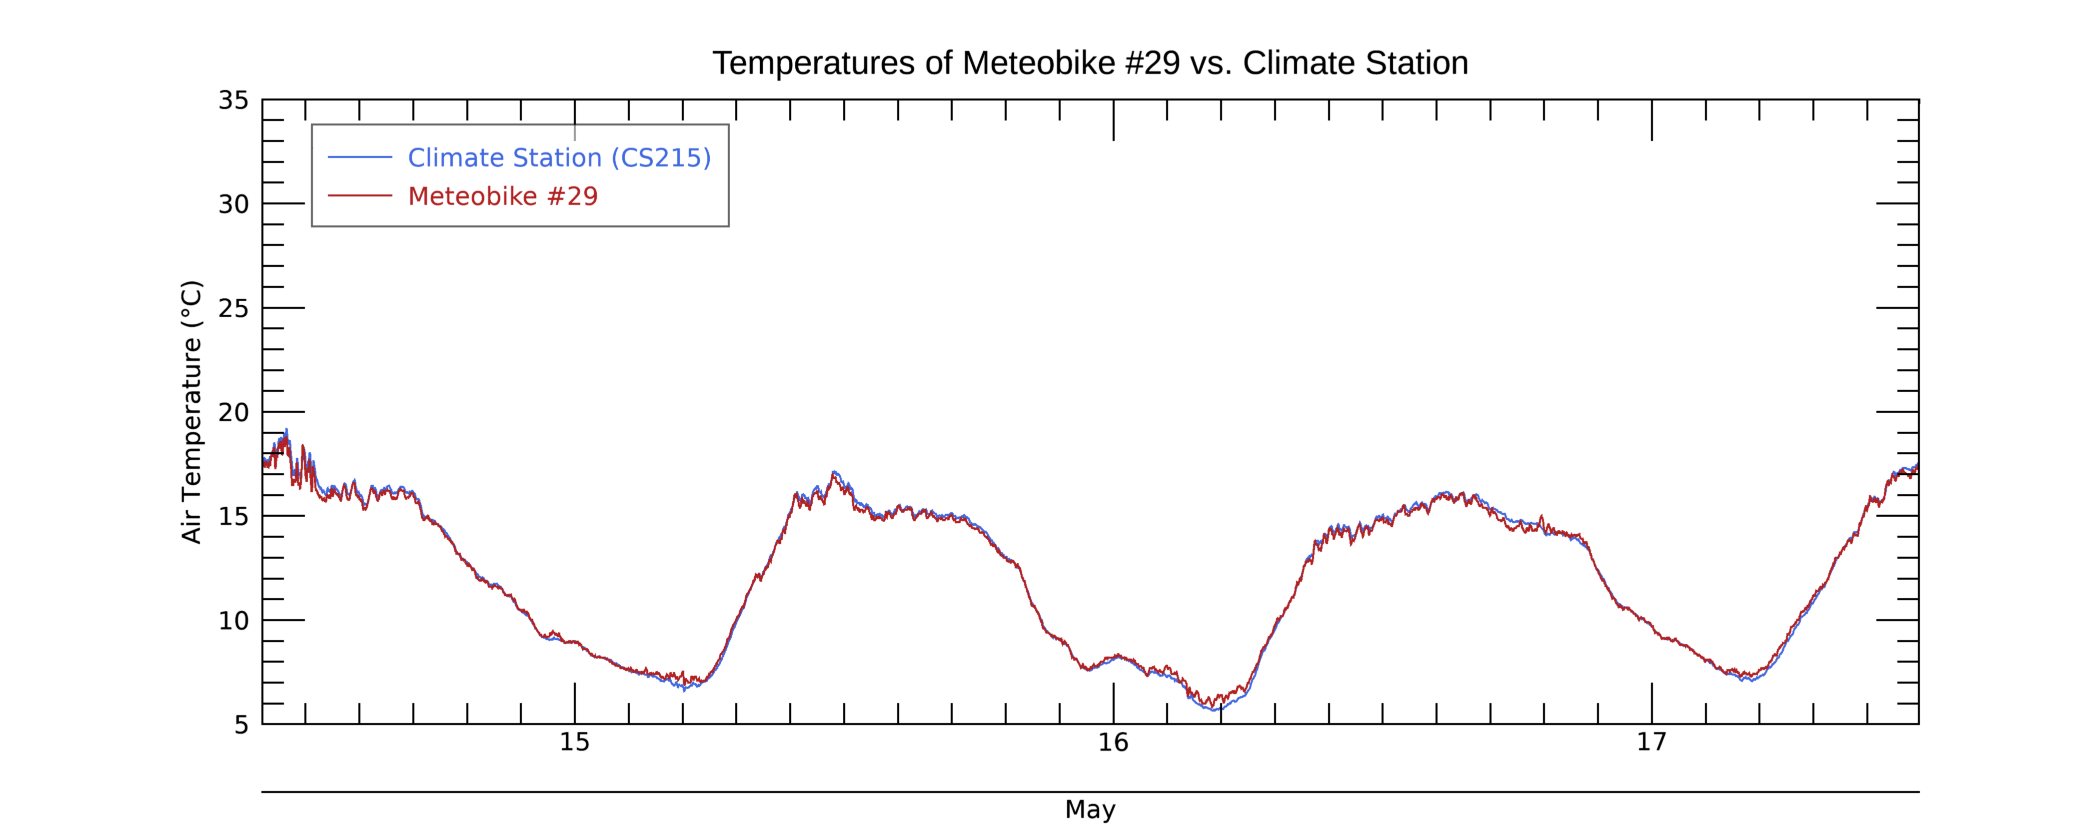 Temperatures of Meteobike #29 vs. Climate Station
35
30
25
20
15
10
5
Air Temperature (°C)
Climate Station (CS215)
Meteobike #29
15 16 17
May